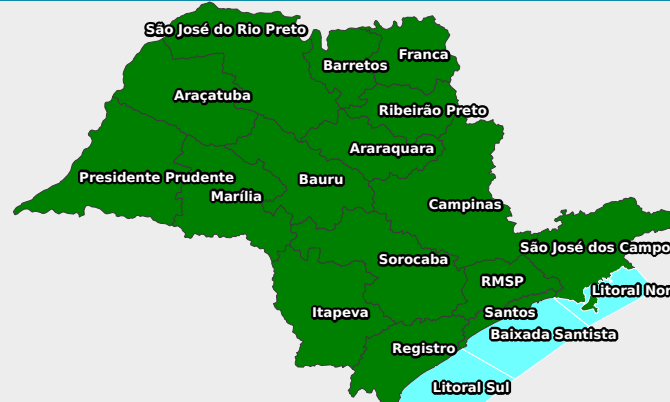 São José do Rio Preto
Franca
Barretos
Araçatuba
Ribeirão Preto
Araraquara
Presidente Prudente
Bauru
Marília
Campinas
São José dos Campo
Sorocaba
RMSP
Litoral Nor
Itapeva
Santos
Baixada Santista
Registro
Litoral Sul